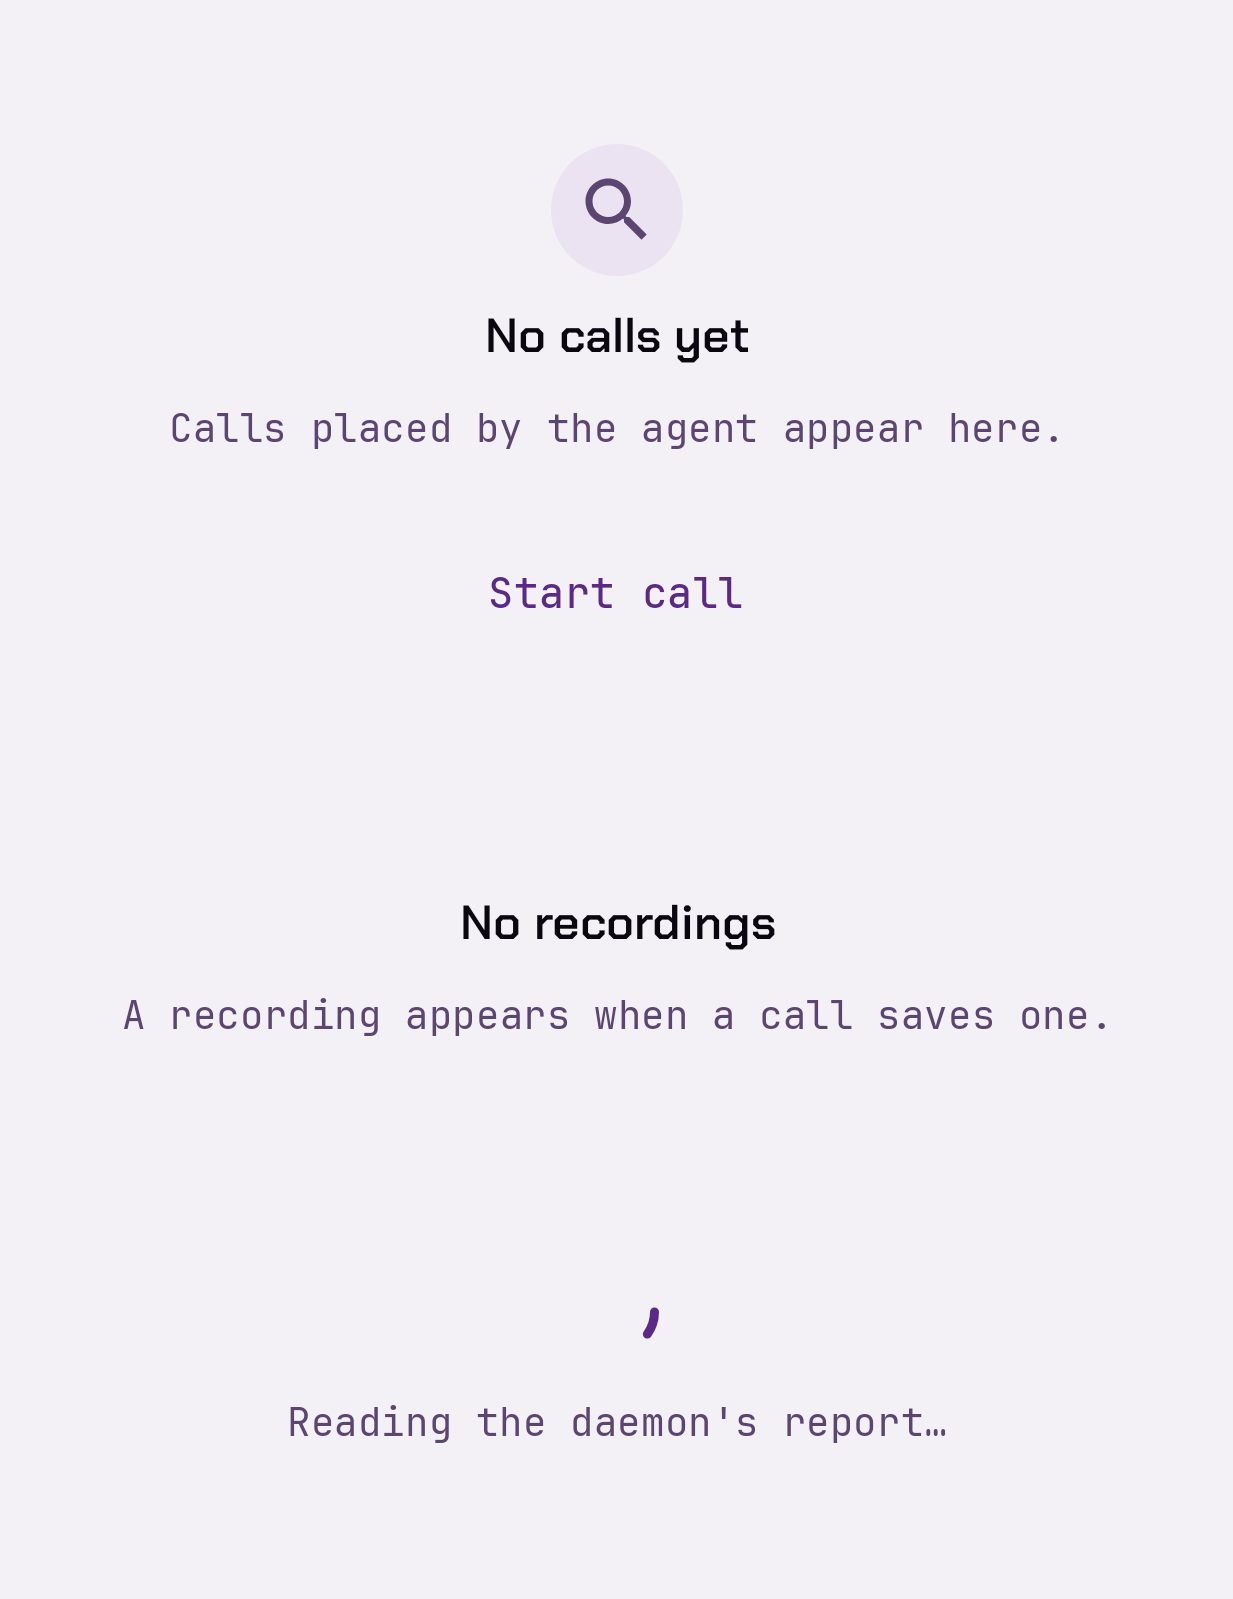 No calls yet
Calls placed by the agent appear here.
Start call
No recordings
A recording appears when a call saves one.
Reading the daemon's report…